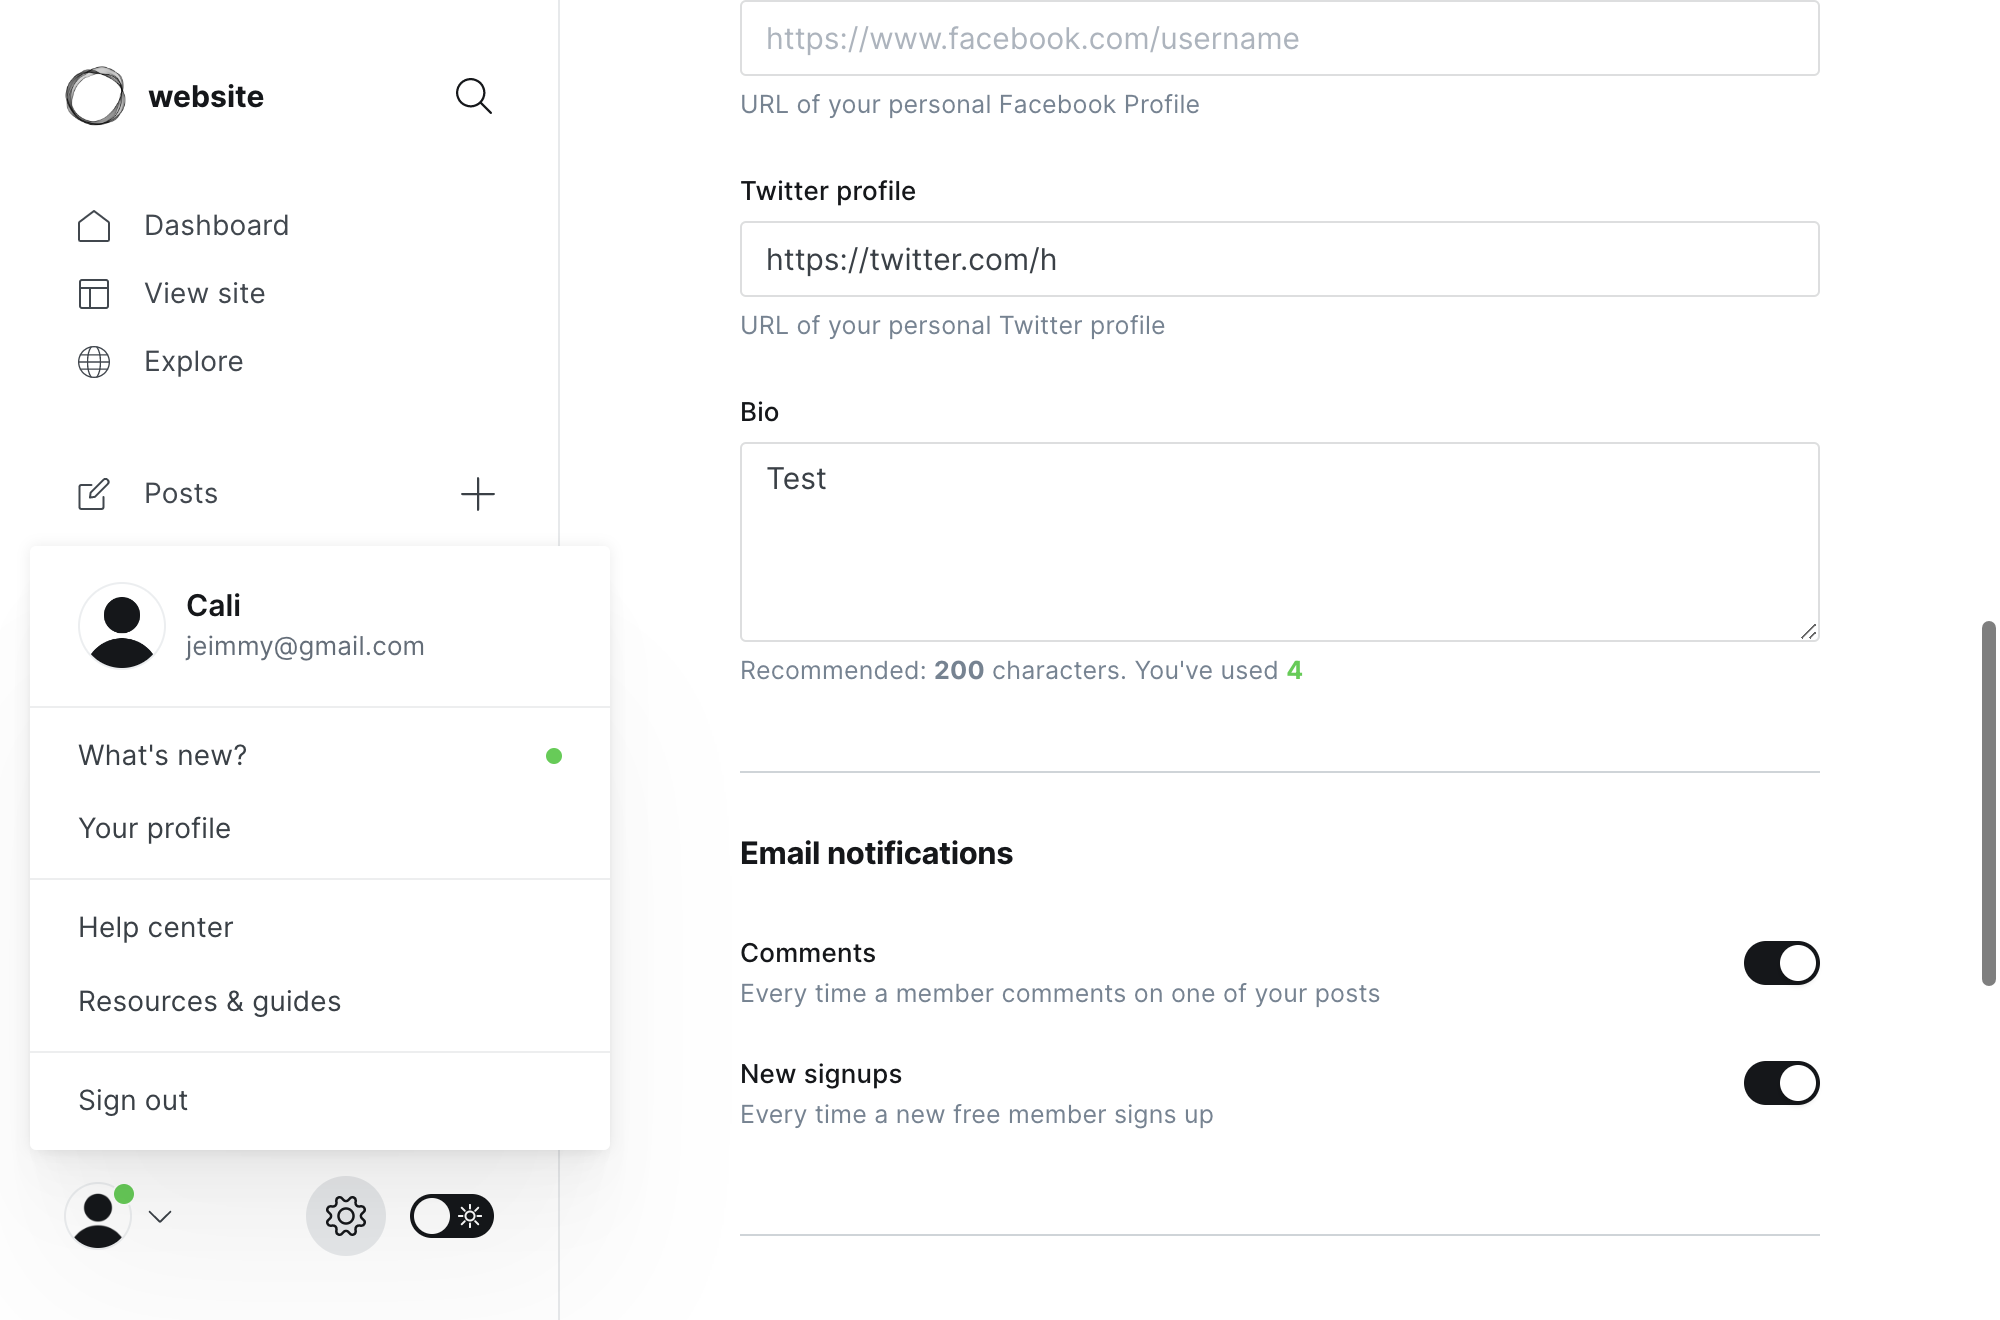 website
Dashboard
View site
Explore
Posts
Cali
jeimmy@gmail.com
What's new?
Your profile
Help center
Resources & guides
Sign out
https://www.facebook.com/username
URL of your personal Facebook Profile
Twitter profile
https://twitter.com/h
URL of your personal Twitter profile
Bio
Test
Recommended: 200 characters. You've used 4
Email notifications
Comments
Every time a member comments on one of your posts
New signups
Every time a new free member signs up